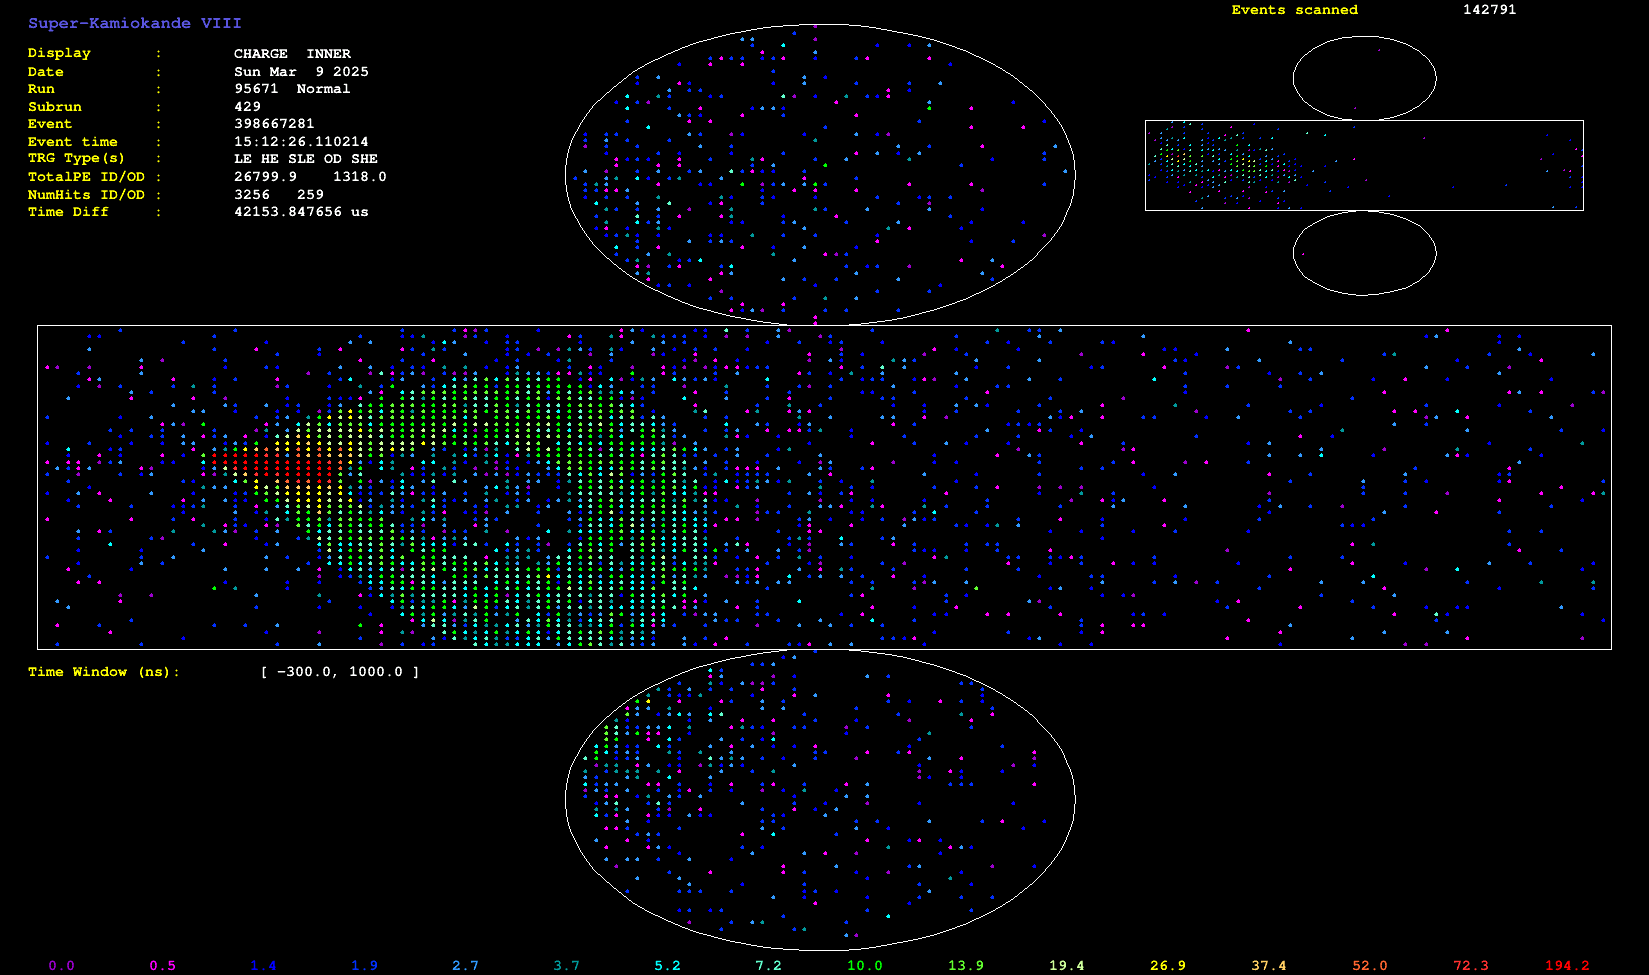 Super-Kamiokande VIII
Events scanned 142791
Display : CHARGE INNER
Date : Sun Mar 9 2025
Run : 95671 Normal
Subrun : 429
Event : 398667281
Event time : 15:12:26.110214
TRG Type(s) : LE HE SLE OD SHE
TotalPE ID/OD : 26799.9 1318.0
NumHits ID/OD : 3256 259
Time Diff : 42153.847656 us
Time Window (ns): [ -300.0, 1000.0 ]
0.0 0.5 1.4 1.9 2.7 3.7 5.2 7.2 10.0 13.9 19.4 26.9 37.4 52.0 72.3 194.2